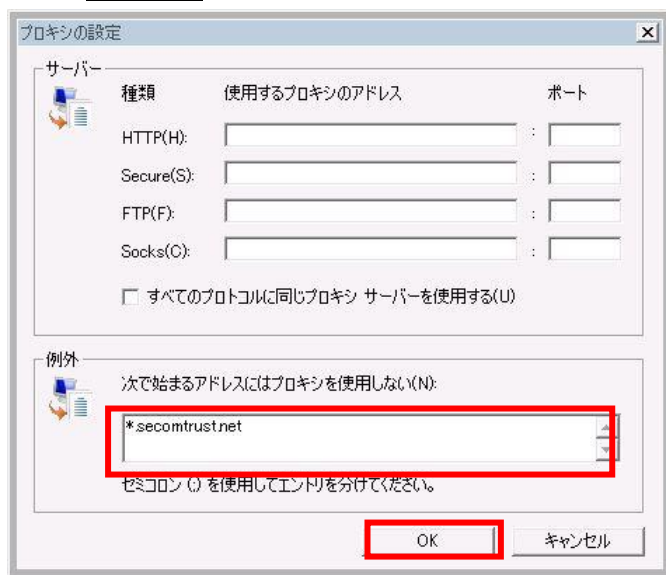 プロキシの設定
サーバー
種類 使用するプロキシのアドレス ポート
HTTP(H): :
Secure(S): :
FTP(F): :
Socks(C): :
すべてのプロトコルに同じプロキシ サーバーを使用する(U)
例外
次で始まるアドレスにはプロキシを使用しない(N):
*.secomtrust.net
セミコロン (;) を使用してエントリを分けてください。
OK キャンセル